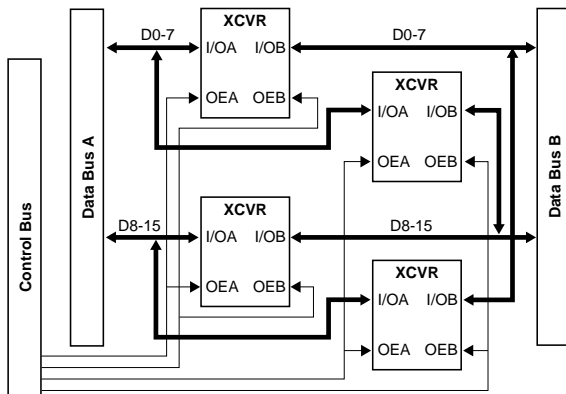 XCVR
D0-7
I/OA I/OB
D0-7
OEA OEB
XCVR
I/OA I/OB
OEA OEB
Control Bus
Data Bus A
Data Bus B
XCVR
D8-15
I/OA I/OB
D8-15
OEA OEB
XCVR
I/OA I/OB
OEA OEB